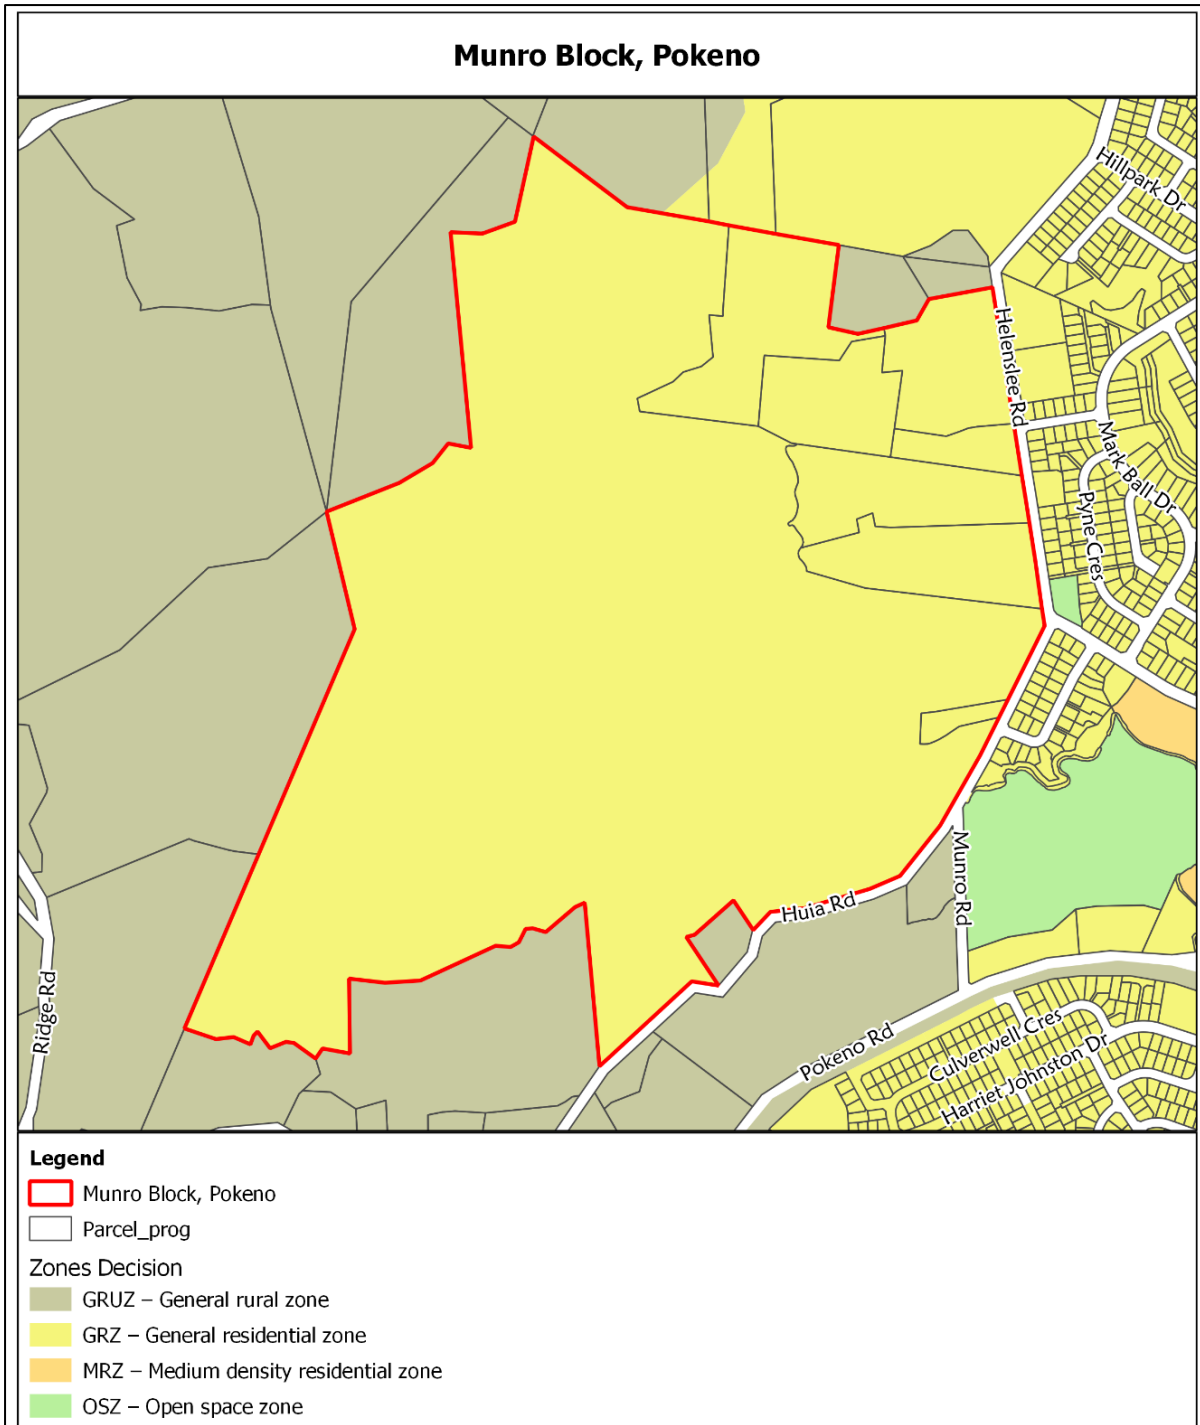 Munro Block, Pokeno
Hillpark Dr
Helenslee Rd
Mark Ball Dr
Pyne Cres
Munro Rd
Huia Rd
Ridge Rd
Pokeno Rd
Culverwell Cres
Harriet Johnston Dr
Legend
Munro Block, Pokeno
Parcel_prog
Zones Decision
GRUZ – General rural zone
GRZ – General residential zone
MRZ – Medium density residential zone
OSZ – Open space zone